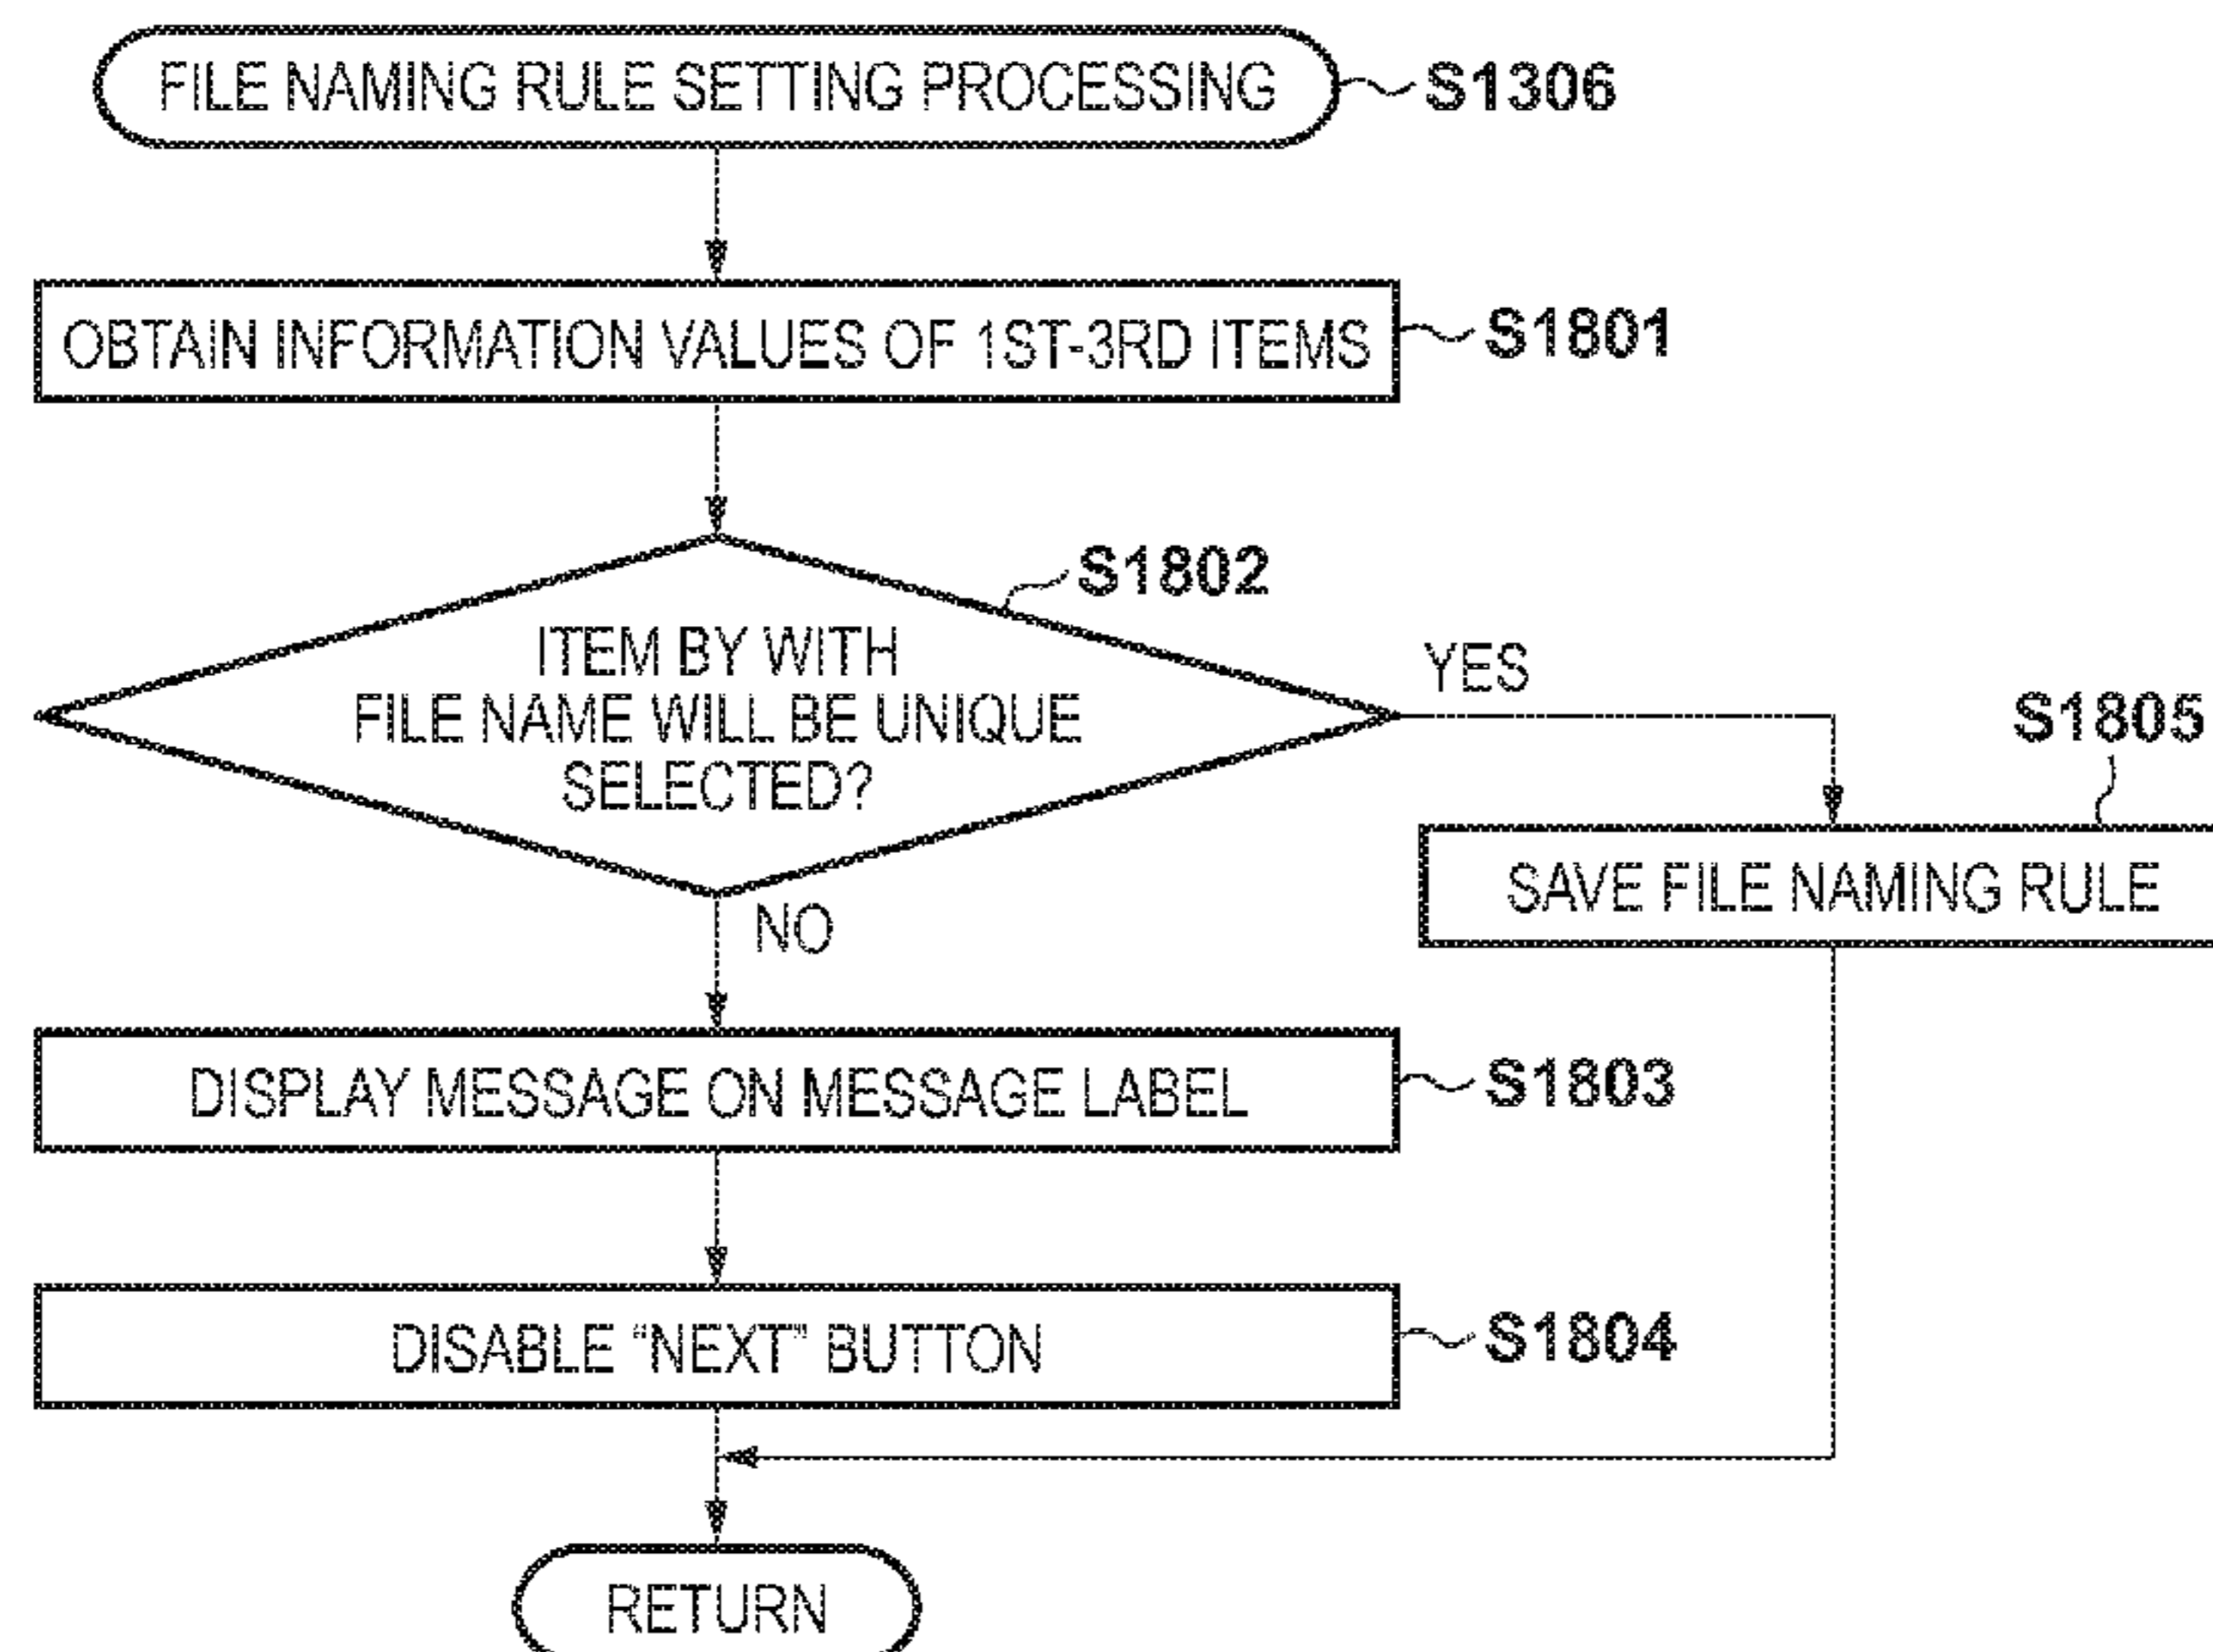 FILE NAMING RULE SETTING PROCESSING
S1306
OBTAIN INFORMATION VALUES OF 1ST-3RD ITEMS
S1801
S1802
ITEM BY WITH
FILE NAME WILL BE UNIQUE
SELECTED?
YES
S1805
SAVE FILE NAMING RULE
NO
DISPLAY MESSAGE ON MESSAGE LABEL
S1803
DISABLE “NEXT” BUTTON
S1804
RETURN